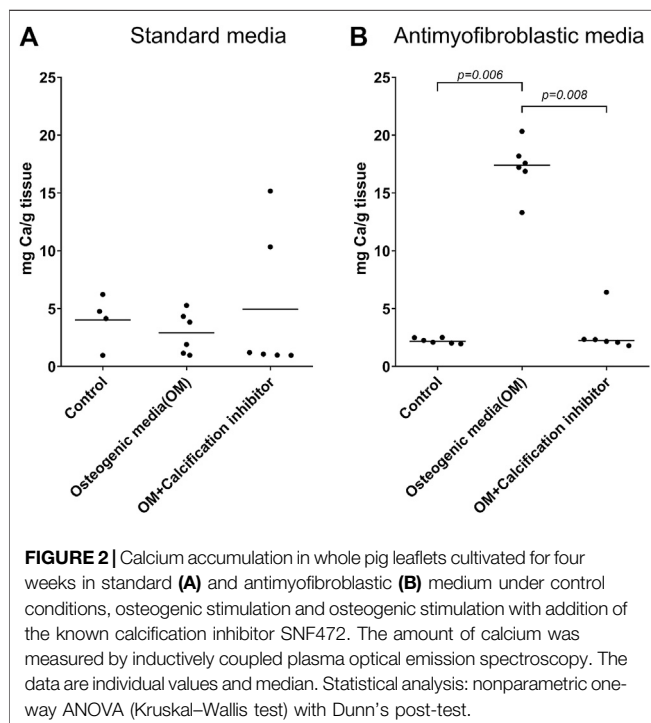 A Standard media
B Antimyofibroblastic media
mg Ca/g tissue
25
20
15
10
5
0
Control
Osteogenic media(OM)
OM+Calcification inhibitor
p=0.006
p=0.008
mg Ca/g tissue
25
20
15
10
5
0
Control
Osteogenic media(OM)
OM+Calcification inhibitor
FIGURE 2 | Calcium accumulation in whole pig leaflets cultivated for four
weeks in standard (A) and antimyofibroblastic (B) medium under control
conditions, osteogenic stimulation and osteogenic stimulation with addition of
the known calcification inhibitor SNF472. The amount of calcium was
measured by inductively coupled plasma optical emission spectroscopy. The
data are individual values and median. Statistical analysis: nonparametric one-
way ANOVA (Kruskal–Wallis test) with Dunn's post-test.